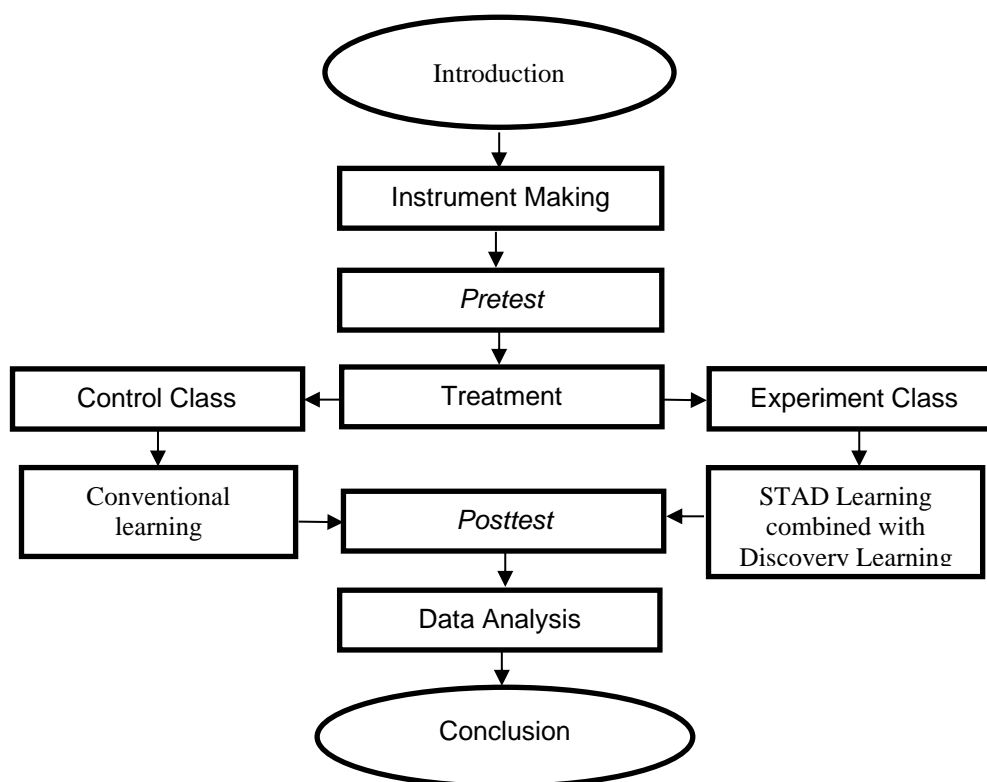 Introduction
Instrument Making
Pretest
Control Class
Treatment
Experiment Class
Conventional
learning
Posttest
STAD Learning
combined with
Discovery Learning
Data Analysis
Conclusion